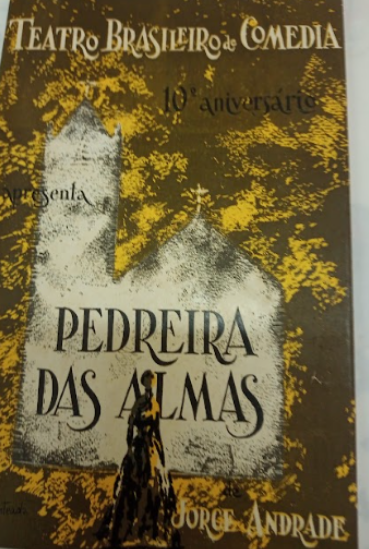 TEATRO BRASILEIRO de COMEDIA
10º aniversário
apresenta
PEDREIRA
DAS ALMAS
de
JORGE ANDRADE